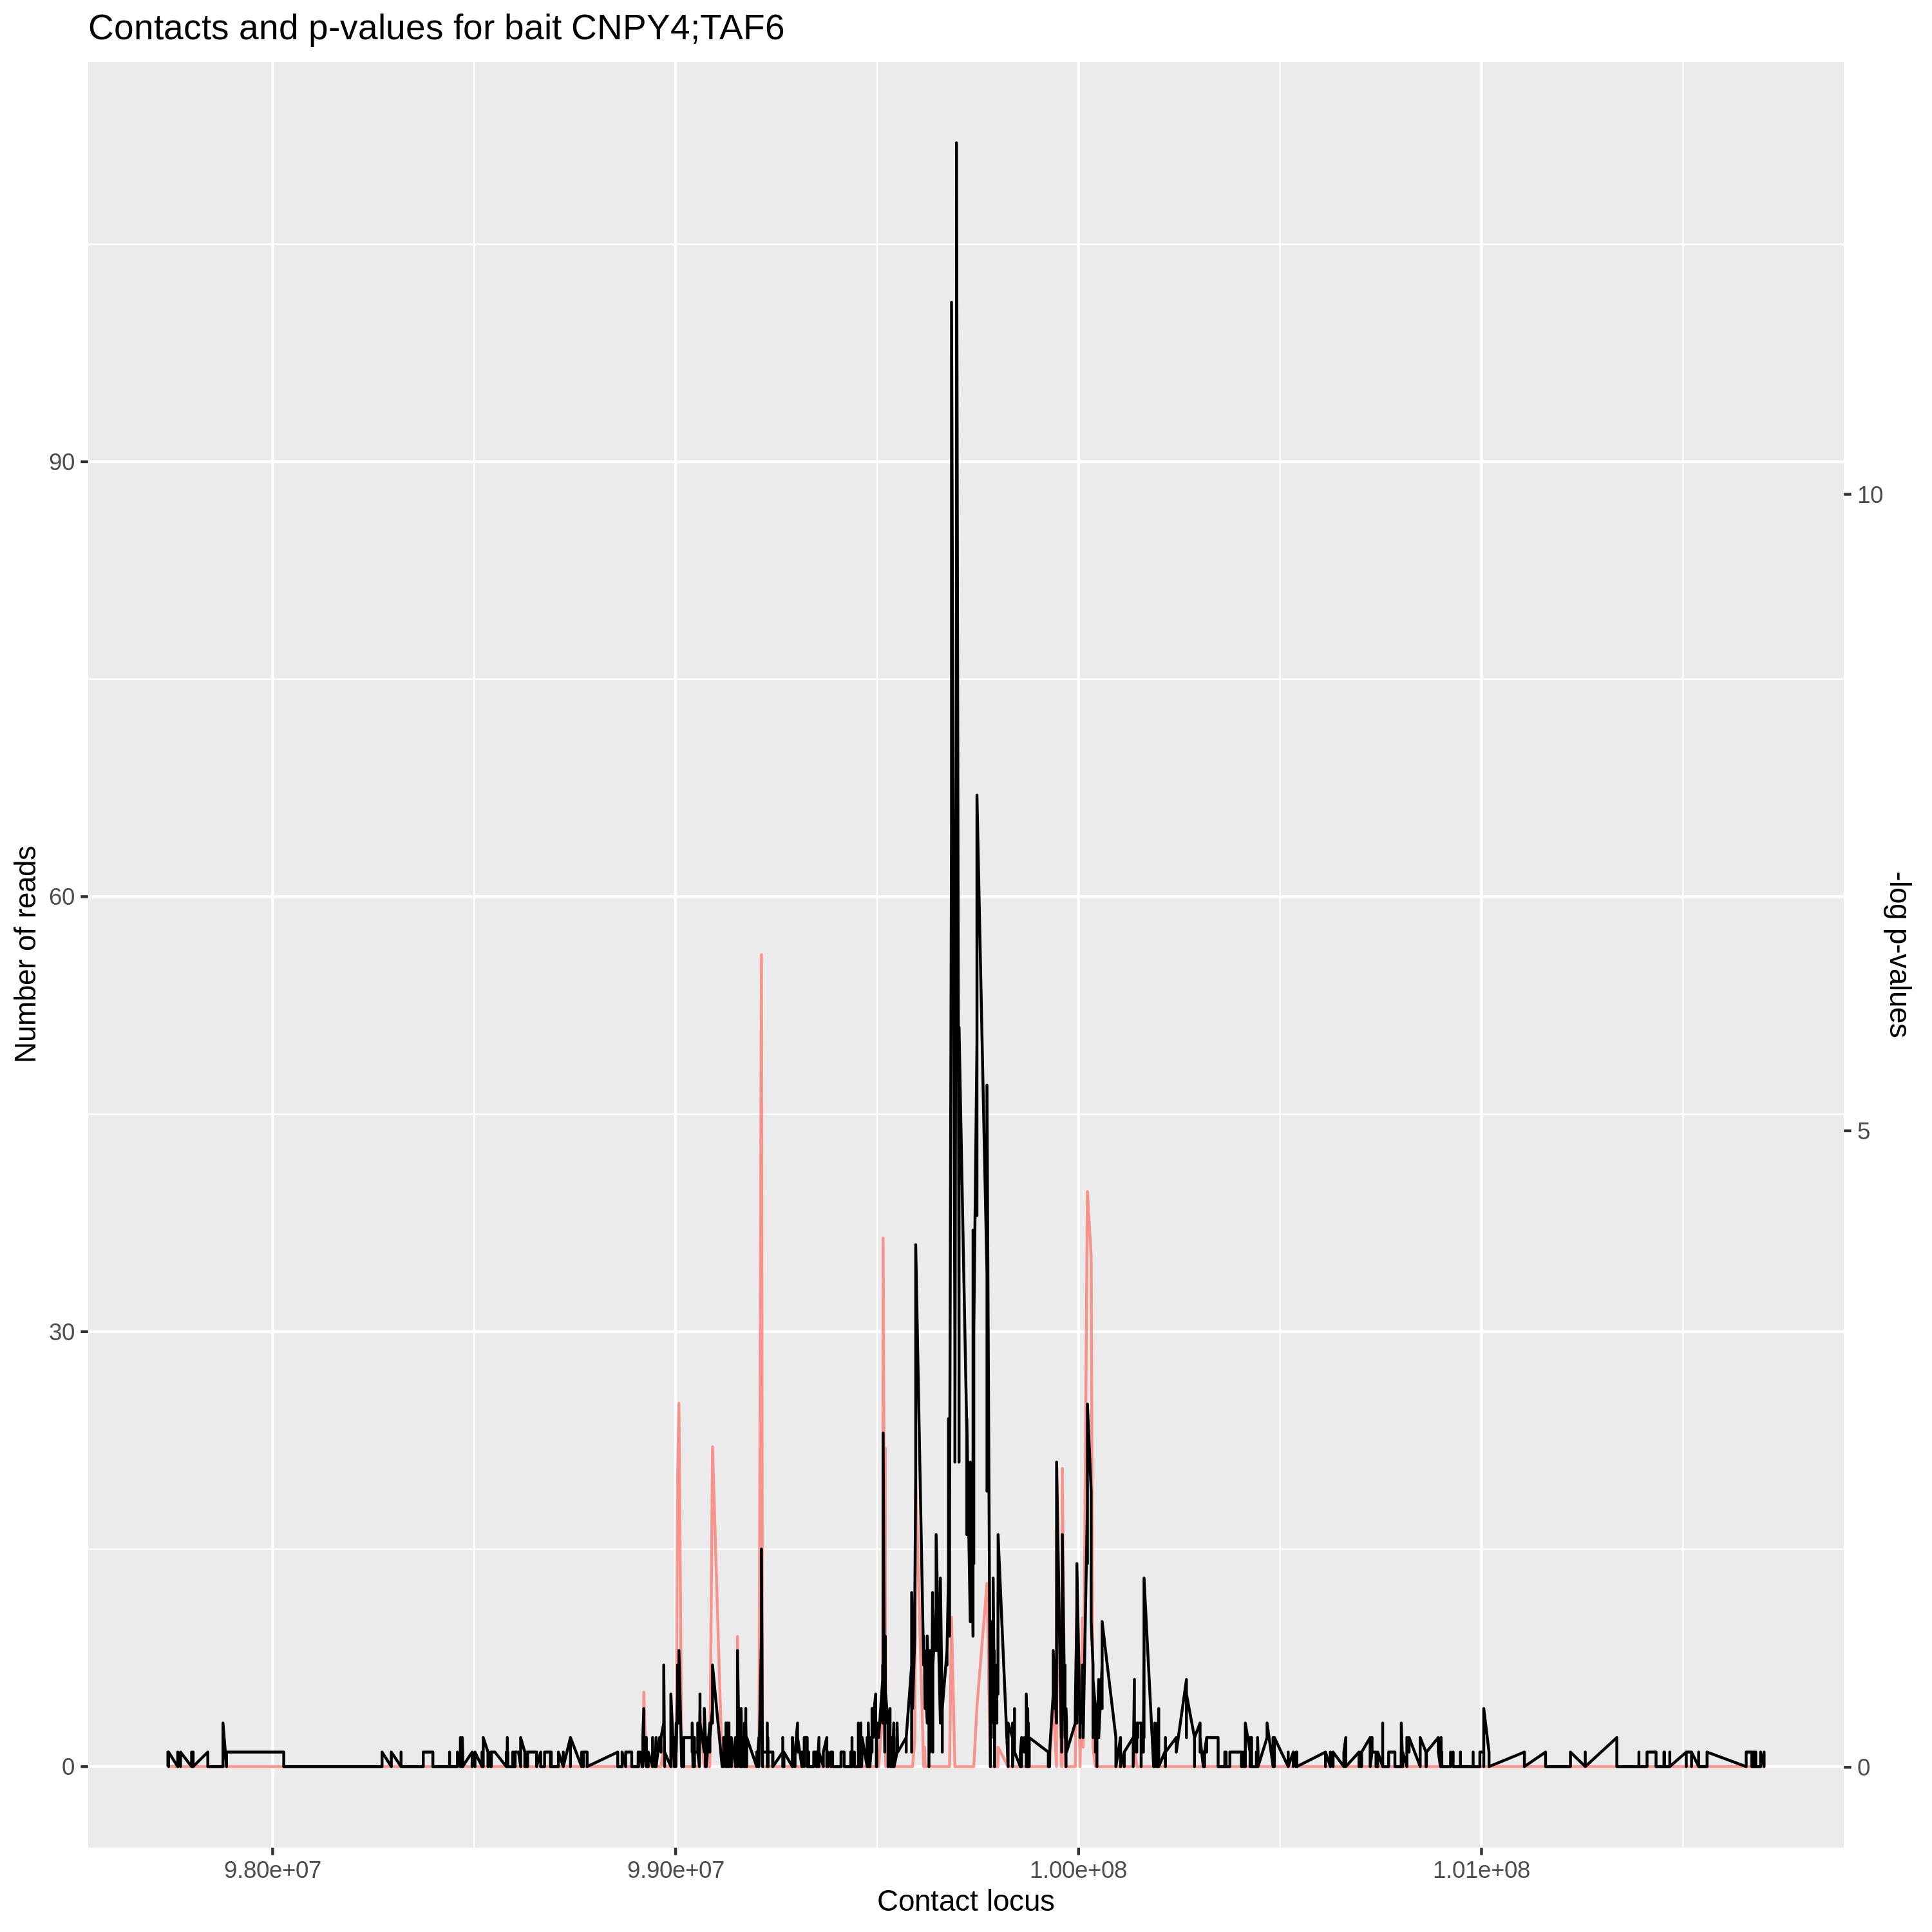 Contacts and p-values for bait CNPY4;TAF6
90
60
30
0
10
5
0
Number of reads
-log p-values
9.80e+07
9.90e+07
1.00e+08
1.01e+08
Contact locus